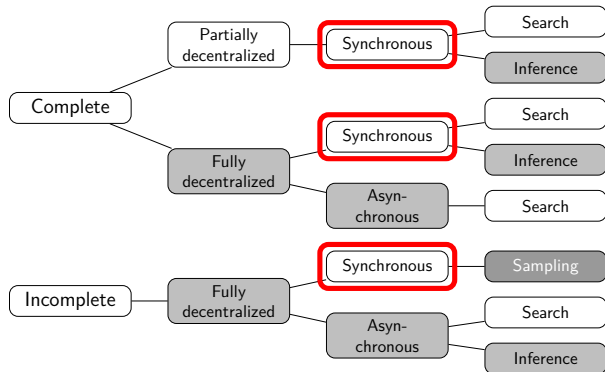 Partially
decentralized
Synchronous
Search
Inference
Complete
Fully
decentralized
Synchronous
Search
Inference
Asyn-
chronous
Search
Incomplete
Fully
decentralized
Synchronous
Sampling
Asyn-
chronous
Search
Inference